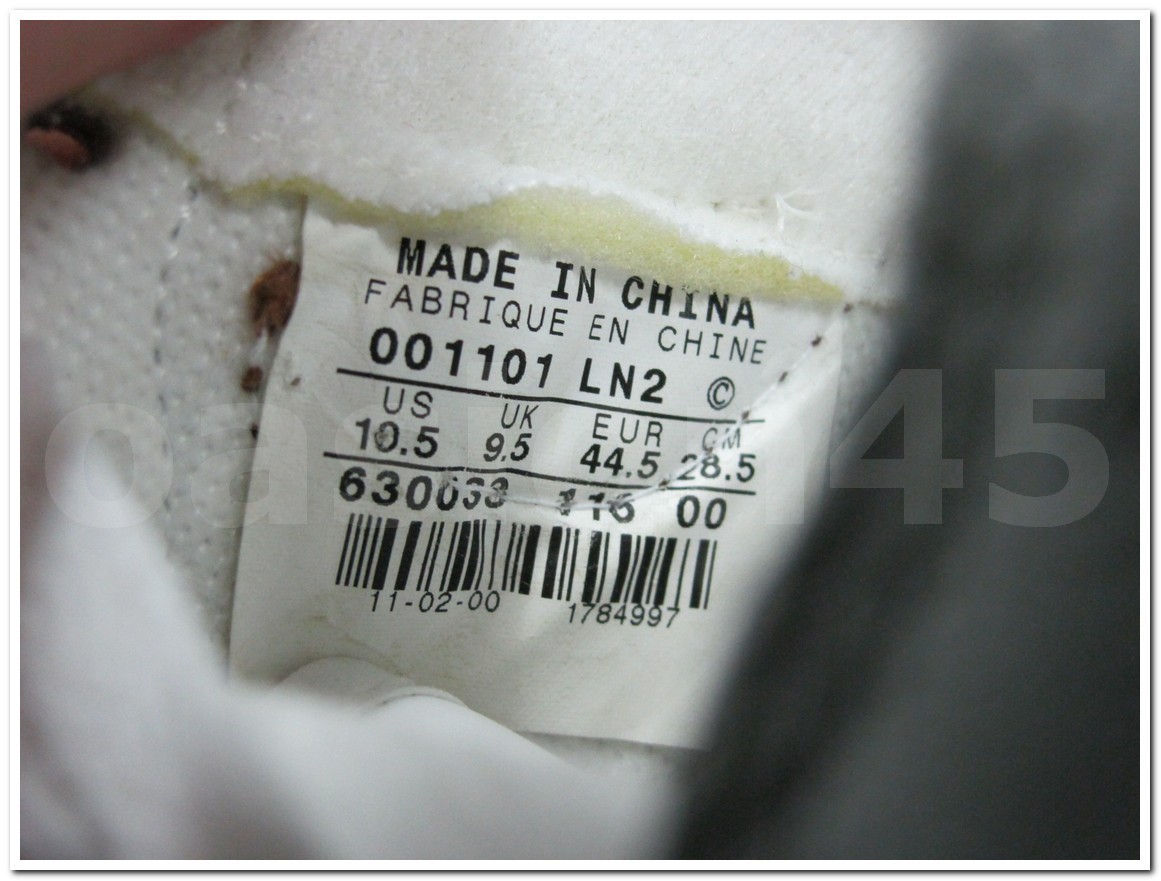 MADE IN CHINA
FABRIQUE EN CHINE
001101 LN2 ©
US UK EUR CM
10.5 9.5 44.5 28.5
00
11-02-00 1784997